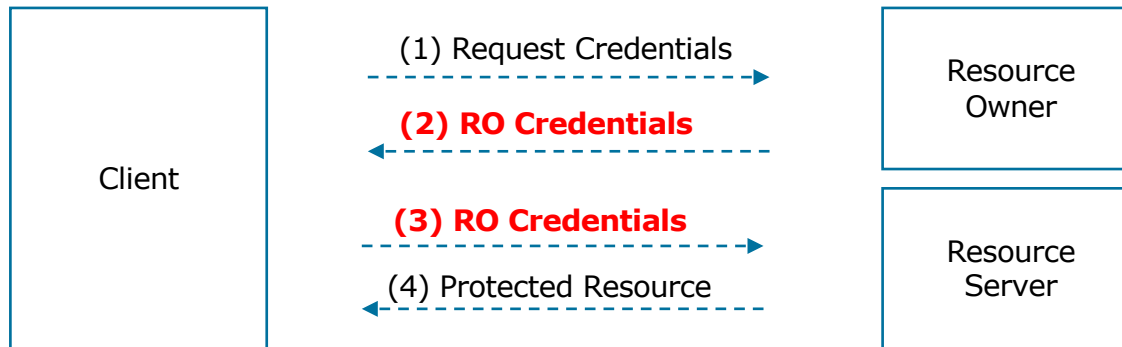 Client
(1) Request Credentials
(2) RO Credentials
(3) RO Credentials
(4) Protected Resource
Resource
Owner
Resource
Server